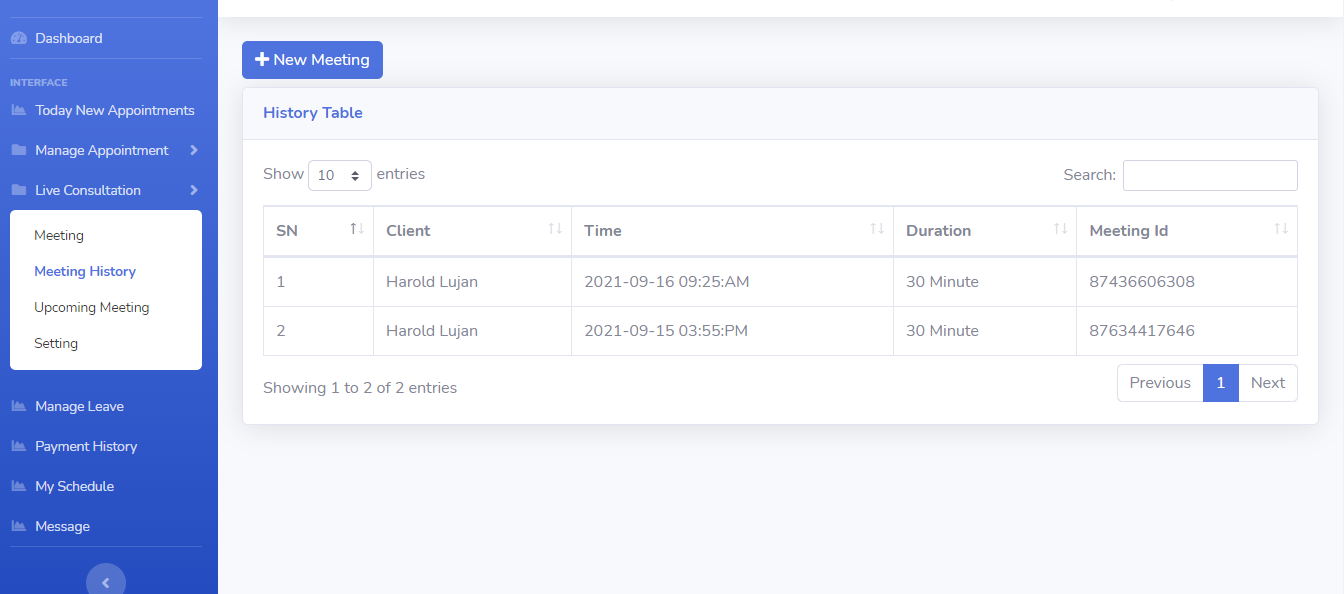 Dashboard
INTERFACE
Today New Appointments
Manage Appointment
Live Consultation
Meeting
Meeting History
Upcoming Meeting
Setting
Manage Leave
Payment History
My Schedule
Message
New Meeting
History Table
Show 10 entries
Search:
SN Client Time Duration Meeting Id
1 Harold Lujan 2021-09-16 09:25:AM 30 Minute 87436606308
2 Harold Lujan 2021-09-15 03:55:PM 30 Minute 87634417646
Showing 1 to 2 of 2 entries
Previous 1 Next